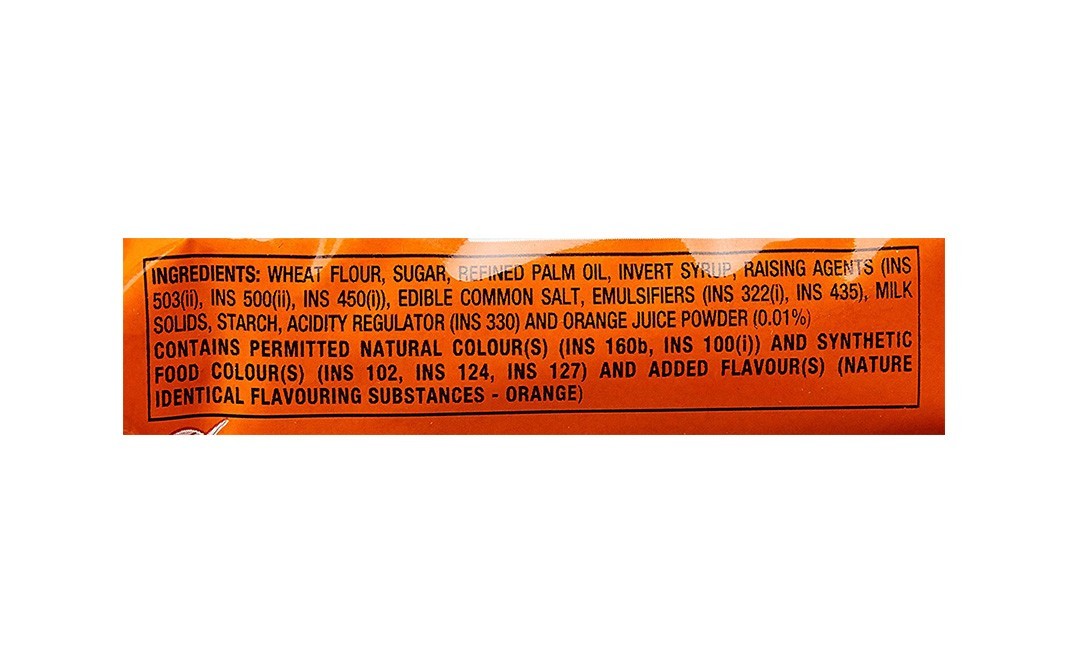 INGREDIENTS: WHEAT FLOUR, SUGAR, REFINED PALM OIL, INVERT SYRUP, RAISING AGENTS (INS
503(ii), INS 500(ii), INS 450(i)), EDIBLE COMMON SALT, EMULSIFIERS (INS 322(i), INS 435), MILK
SOLIDS, STARCH, ACIDITY REGULATOR (INS 330) AND ORANGE JUICE POWDER (0.01%)
CONTAINS PERMITTED NATURAL COLOUR(S) (INS 160b, INS 100(i)) AND SYNTHETIC
FOOD COLOUR(S) (INS 102, INS 124, INS 127) AND ADDED FLAVOUR(S) (NATURE
IDENTICAL FLAVOURING SUBSTANCES - ORANGE)